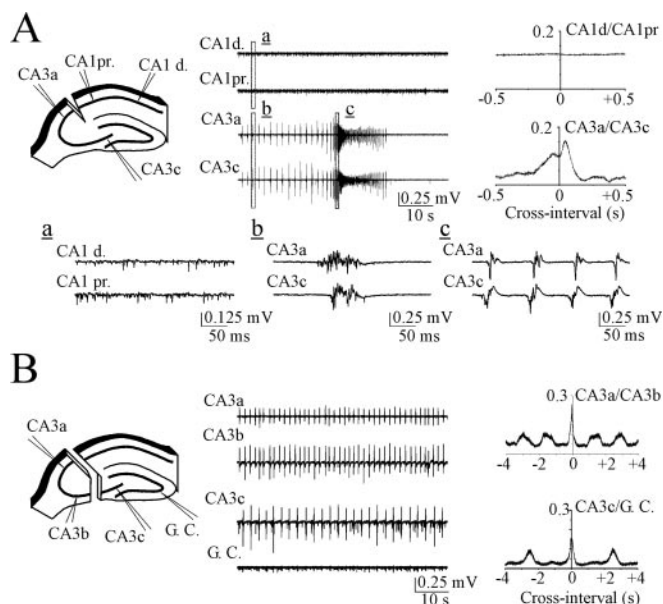 A
CA3a
CA1pr.
CA1 d.
CA3c
CA1d.
a
CA1pr.
CA3a
b
c
CA3c
0.25 mV
10 s
0.2
CA1d/CA1pr
-0.5
0
+0.5
0.2
CA3a/CA3c
-0.5
0
+0.5
Cross-interval (s)
a
CA1 d.
CA1 pr.
0.125 mV
50 ms
b
CA3a
CA3c
0.25 mV
50 ms
c
CA3a
CA3c
0.25 mV
50 ms
B
CA3a
CA3b
CA3c
G. C.
CA3a
CA3b
CA3c
G. C.
0.25 mV
10 s
0.3
CA3a/CA3b
-4
-2
0
+2
+4
0.3
CA3c/G. C.
-4
-2
0
+2
+4
Cross-interval (s)